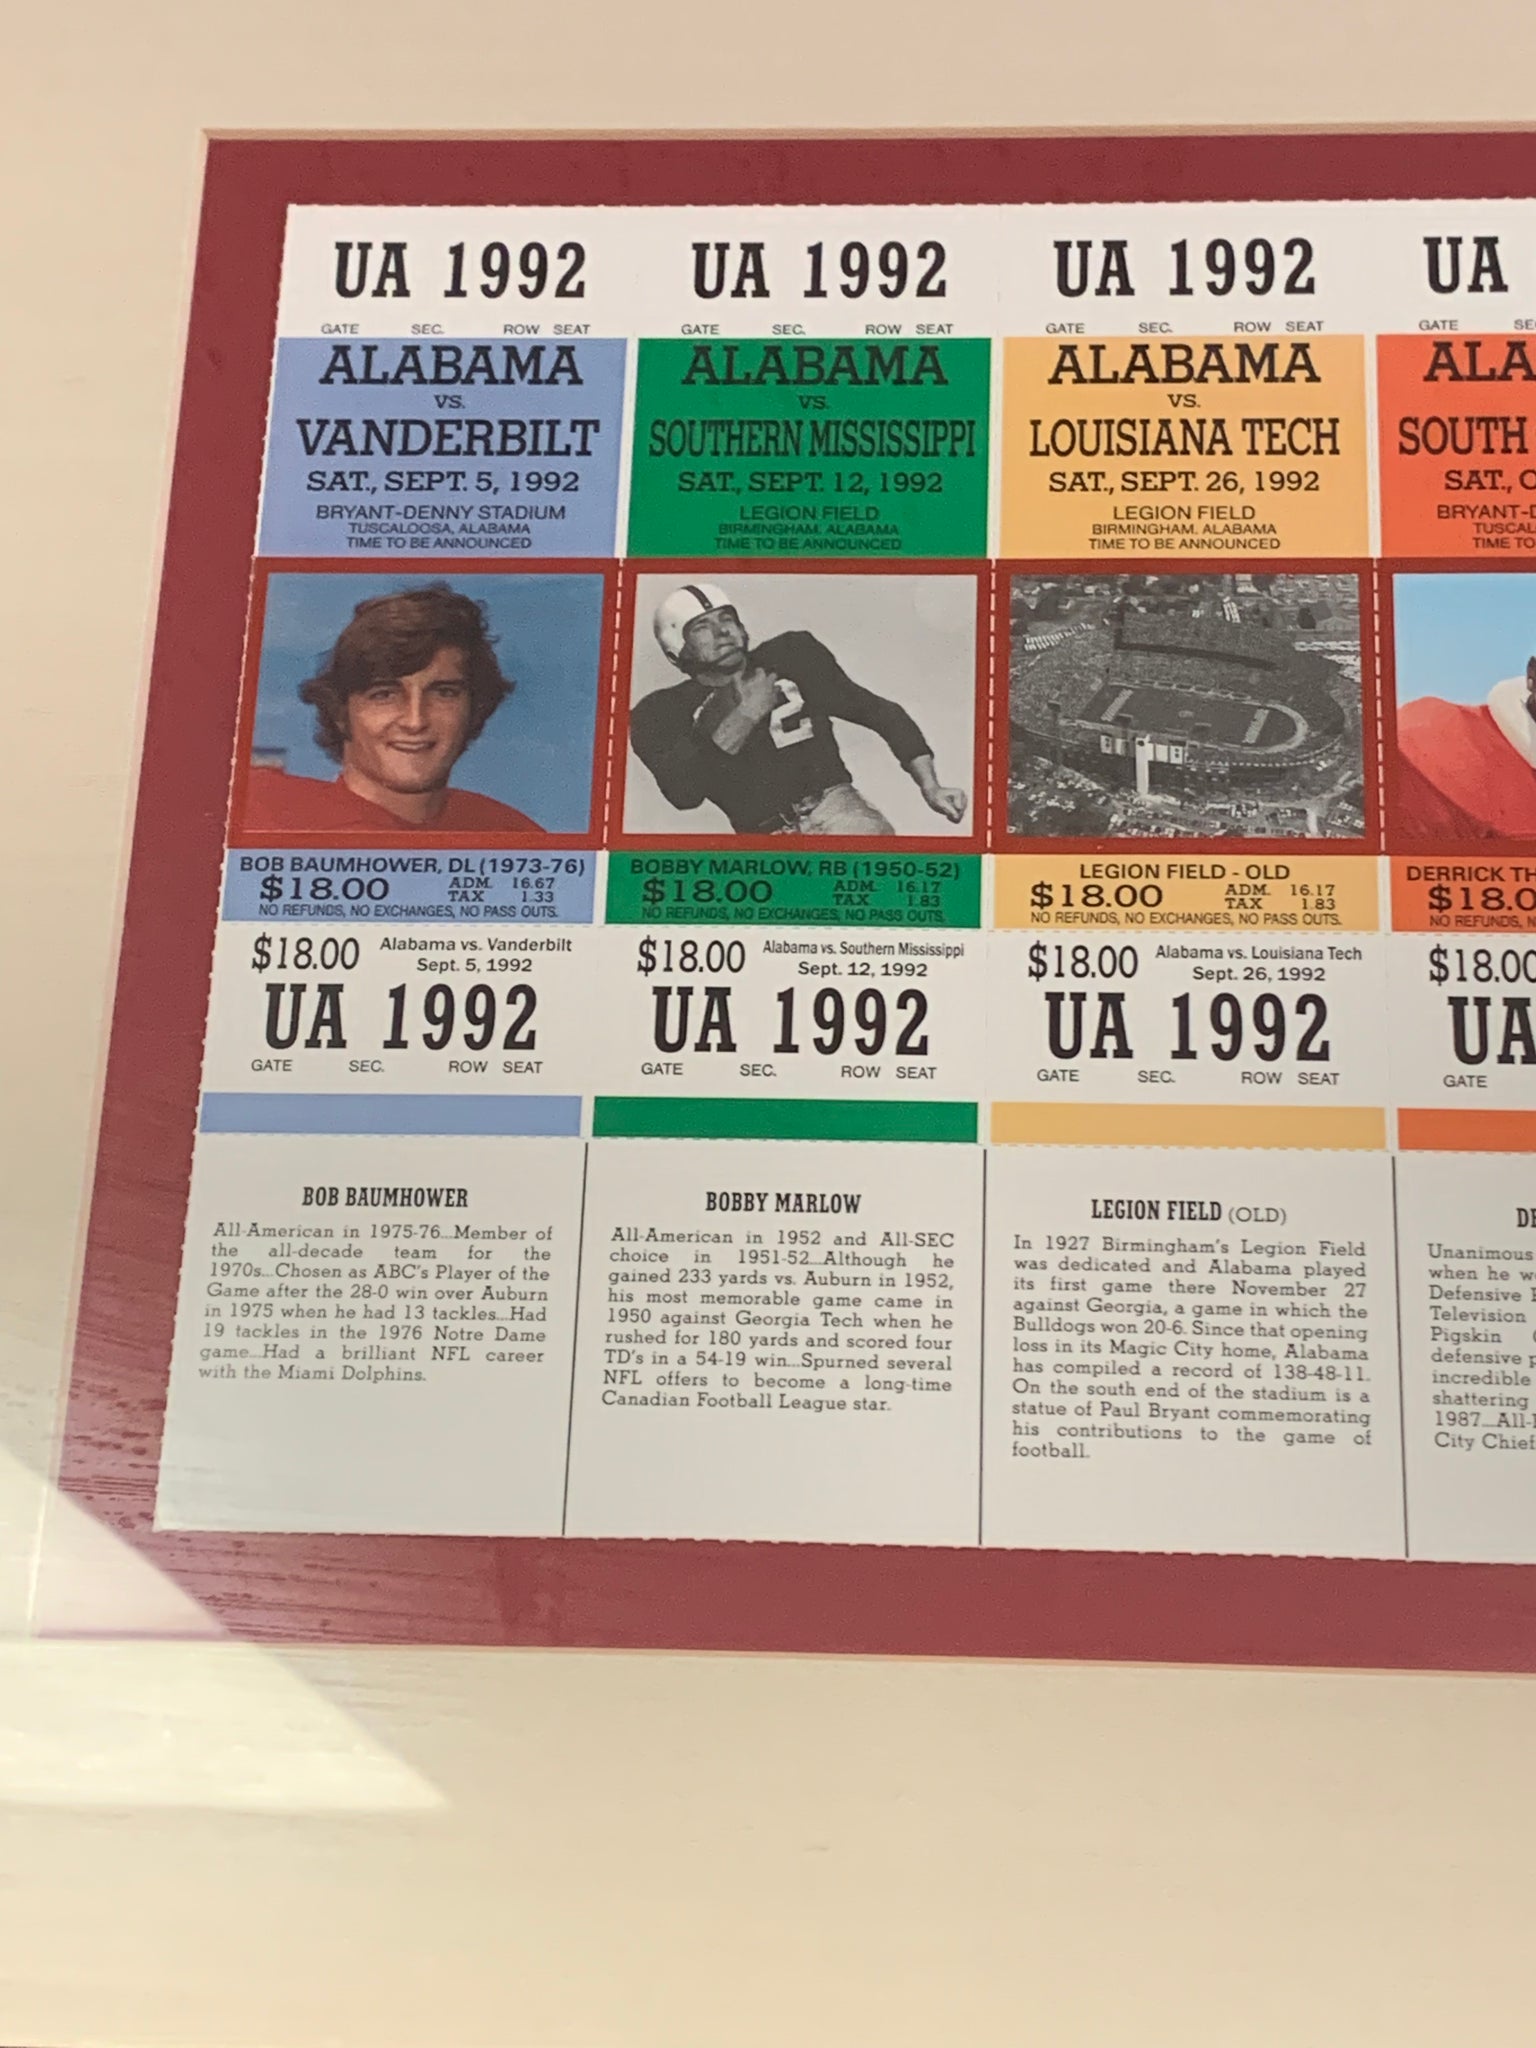 UA 1992
GATE SEC. ROW SEAT
ALABAMA
VS.
VANDERBILT
SAT., SEPT. 5, 1992
BRYANT-DENNY STADIUM
TUSCALOOSA, ALABAMA
TIME TO BE ANNOUNCED
BOB BAUMHOWER, DL (1973-76)
$18.00 ADM. 16.67
TAX 1.33
NO REFUNDS, NO EXCHANGES, NO PASS OUTS.
$18.00 Alabama vs. Vanderbilt
Sept. 5, 1992
UA 1992
GATE SEC. ROW SEAT
BOB BAUMHOWER
All-American in 1975-76...Member of
the all-decade team for the
1970s...Chosen as ABC's Player of the
Game after the 28-0 win over Auburn
in 1975 when he had 13 tackles...Had
19 tackles in the 1976 Notre Dame
game...Had a brilliant NFL career
with the Miami Dolphins.
UA 1992
GATE SEC. ROW SEAT
ALABAMA
VS.
SOUTHERN MISSISSIPPI
SAT., SEPT. 12, 1992
LEGION FIELD
BIRMINGHAM, ALABAMA
TIME TO BE ANNOUNCED
2
BOBBY MARLOW, RB (1950-52)
$18.00 ADM. 16.17
TAX 1.83
NO REFUNDS, NO EXCHANGES, NO PASS OUTS.
$18.00 Alabama vs. Southern Mississippi
Sept. 12, 1992
UA 1992
GATE SEC. ROW SEAT
BOBBY MARLOW
All-American in 1952 and All-SEC
choice in 1951-52...Although he
gained 233 yards vs. Auburn in 1952,
his most memorable game came in
1950 against Georgia Tech when he
rushed for 180 yards and scored four
TD's in a 54-19 win...Spurned several
NFL offers to become a long-time
Canadian Football League star.
UA 1992
GATE SEC. ROW SEAT
ALABAMA
VS.
LOUISIANA TECH
SAT., SEPT. 26, 1992
LEGION FIELD
BIRMINGHAM, ALABAMA
TIME TO BE ANNOUNCED
LEGION FIELD - OLD
$18.00 ADM. 16.17
TAX 1.83
NO REFUNDS, NO EXCHANGES, NO PASS OUTS.
$18.00 Alabama vs. Louisiana Tech
Sept. 26, 1992
UA 1992
GATE SEC. ROW SEAT
LEGION FIELD (OLD)
In 1927 Birmingham's Legion Field
was dedicated and Alabama played
its first game there November 27
against Georgia, a game in which the
Bulldogs won 20-6. Since that opening
loss in its Magic City home, Alabama
has compiled a record of 138-48-11.
On the south end of the stadium is a
statue of Paul Bryant commemorating
his contributions to the game of
football.
UA
GATE
ALA
SOUTH
SAT.,
BRYANT-D
TUSCAL
TIME TO
DERRICK TH
$18.0
NO REFUNDS,
$18.00
UA
GATE
DE
Unanimous
when he
Defensive
Television
Pigskin
defensive
incredible
shattering
1987...All-
City Chief